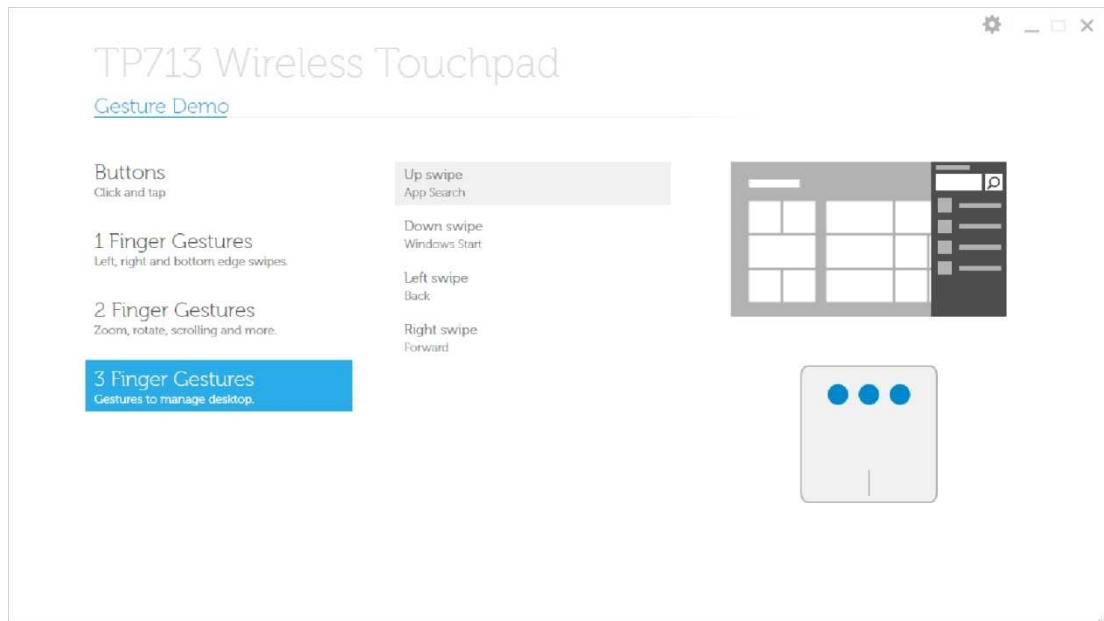 TP713 Wireless Touchpad
Gesture Demo
Buttons
Click and tap
1 Finger Gestures
Left, right and bottom edge swipes.
2 Finger Gestures
Zoom, rotate, scrolling and more.
3 Finger Gestures
Gestures to manage desktop.
Up swipe
App Search
Down swipe
Windows Start
Left swipe
Back
Right swipe
Forward